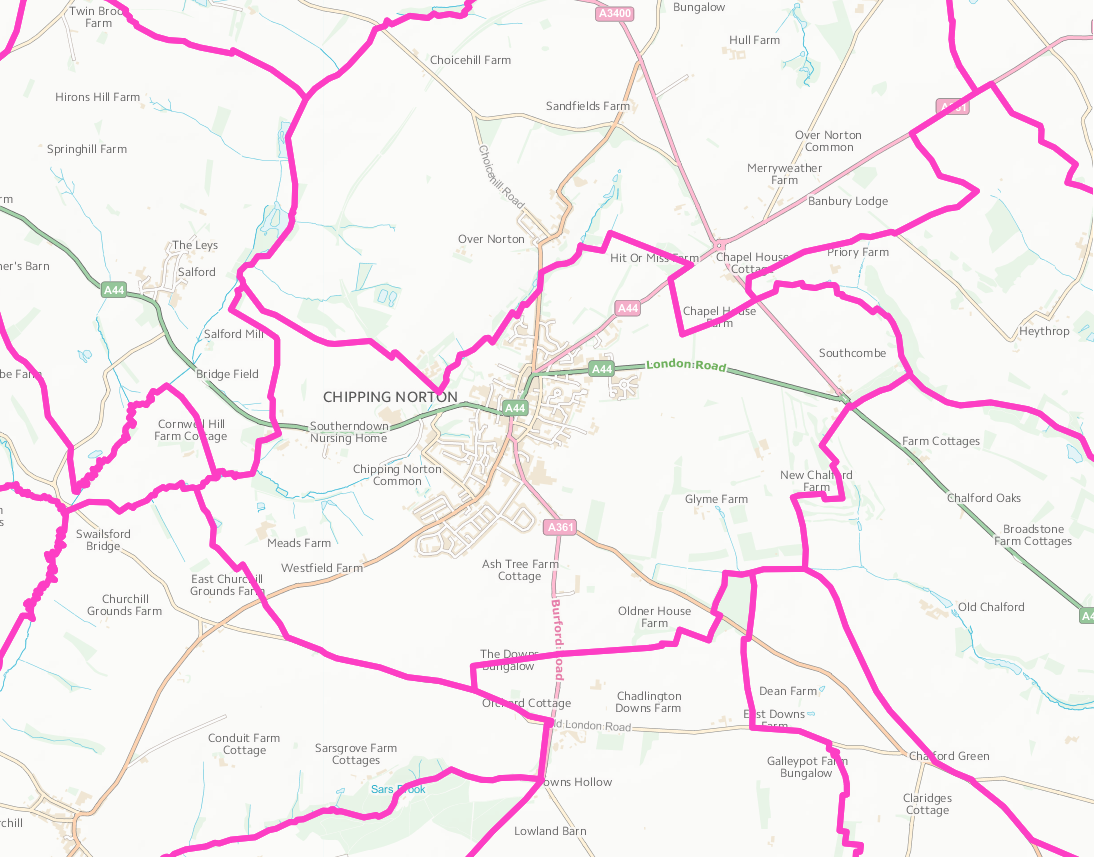 Twin Brook
Farm
A3400
Bungalow
Hull Farm
Choicehill Farm
Hirons Hill Farm
Sandfields Farm
Over Norton
Common
Springhill Farm
Choicehill Road
Merryweather
Farm
Banbury Lodge
The Leys
Over Norton
Salford
Hit Or Miss Farm
Chapel House
Cottage
Priory Farm
A44
A44
Chapel House
Farm
Salford Mill
Heythrop
Southcombe
Bridge Field
A44
London Road
CHIPPING NORTON
A44
Cornwell Hill
Farm Cottage
Southerndown
Nursing Home
Farm Cottages
Chipping Norton
Common
New Chalford
Farm
Glyme Farm
Chalford Oaks
A361
Swailsford
Bridge
Broadstone
Farm Cottages
Meads Farm
Westfield Farm
Ash Tree Farm
Cottage
East Churchill
Grounds Farm
Churchill
Grounds Farm
Burford Road
Oldner House
Farm
Old Chalford
The Downs
Bungalow
Dean Farm
Chadlington
Downs Farm
Orchard Cottage
East Downs
Farm
Old London Road
Conduit Farm
Cottage
Sarsgrove Farm
Cottages
Galleypot Farm
Bungalow
Chalford Green
Sars Brook
Downs Hollow
Claridges
Cottage
Lowland Barn